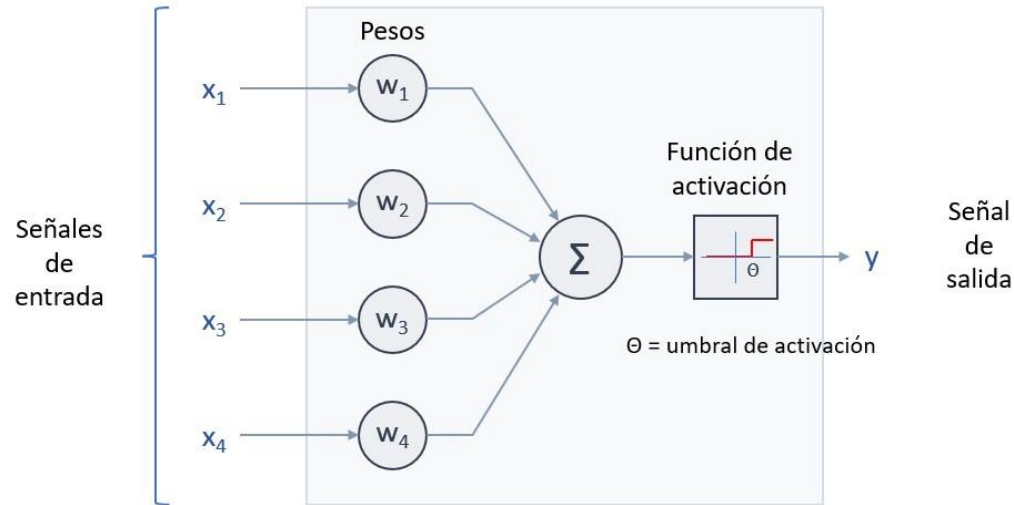 Pesos
x₁
w₁
x₂
w₂
x₃
w₃
x₄
w₄
Señales
de
entrada
Σ
Función de
activación
Θ
Θ = umbral de activación
y
Señal
de
salida